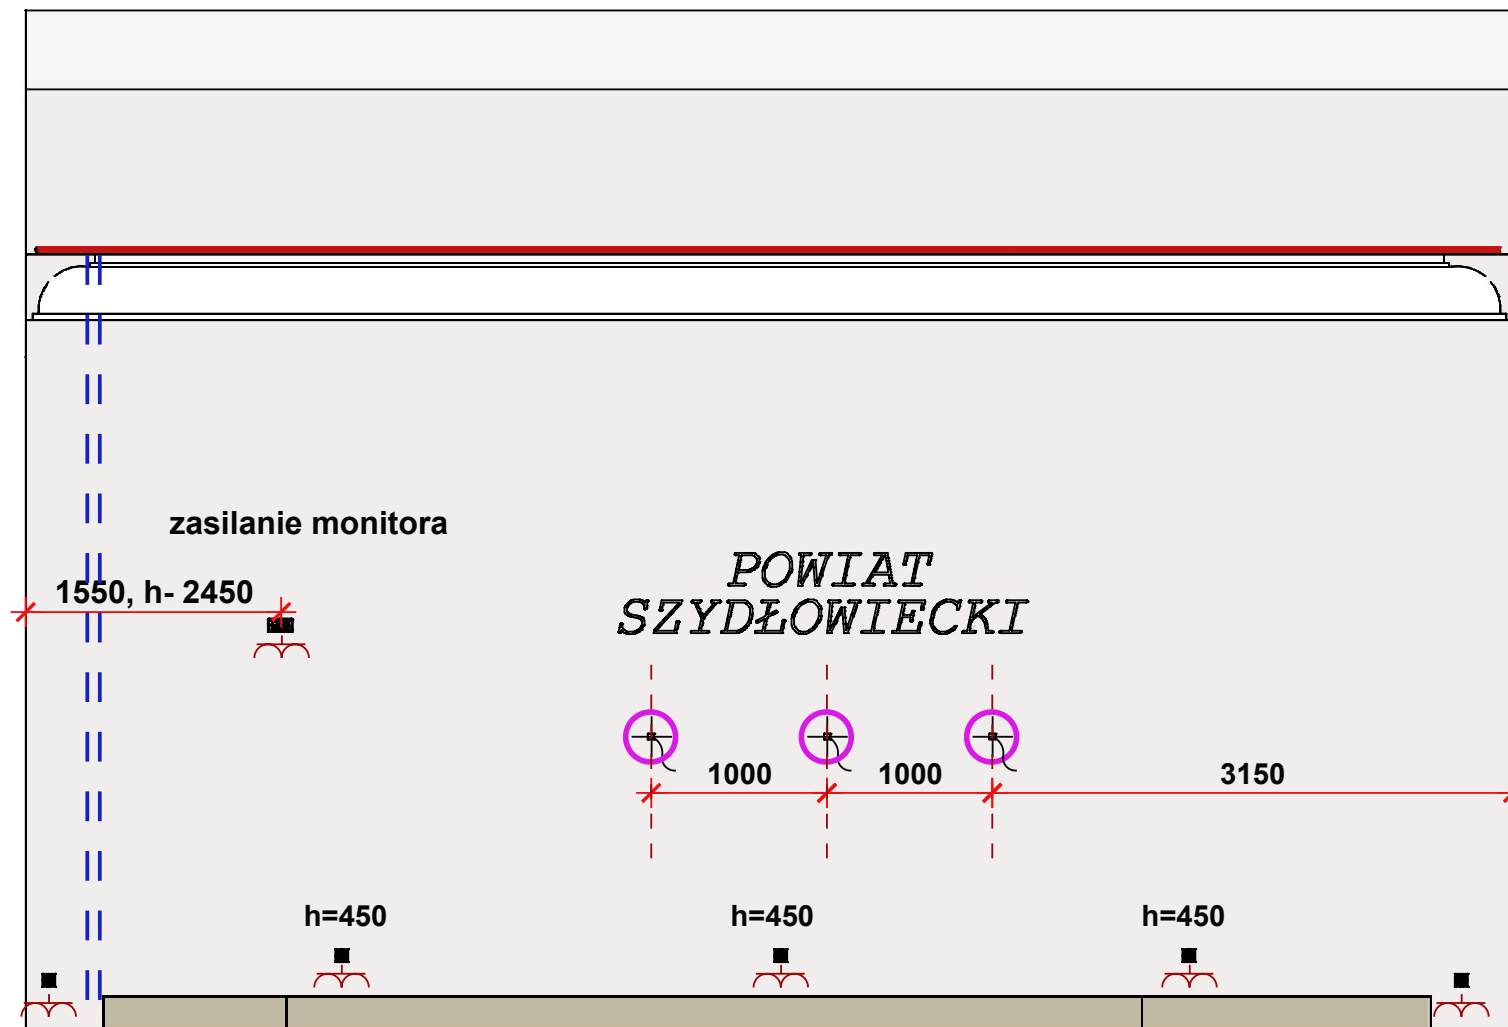 zasilanie monitora
1550, h- 2450
POWIAT
SZYDŁOWIECKI
1000 1000 3150
h=450 h=450 h=450